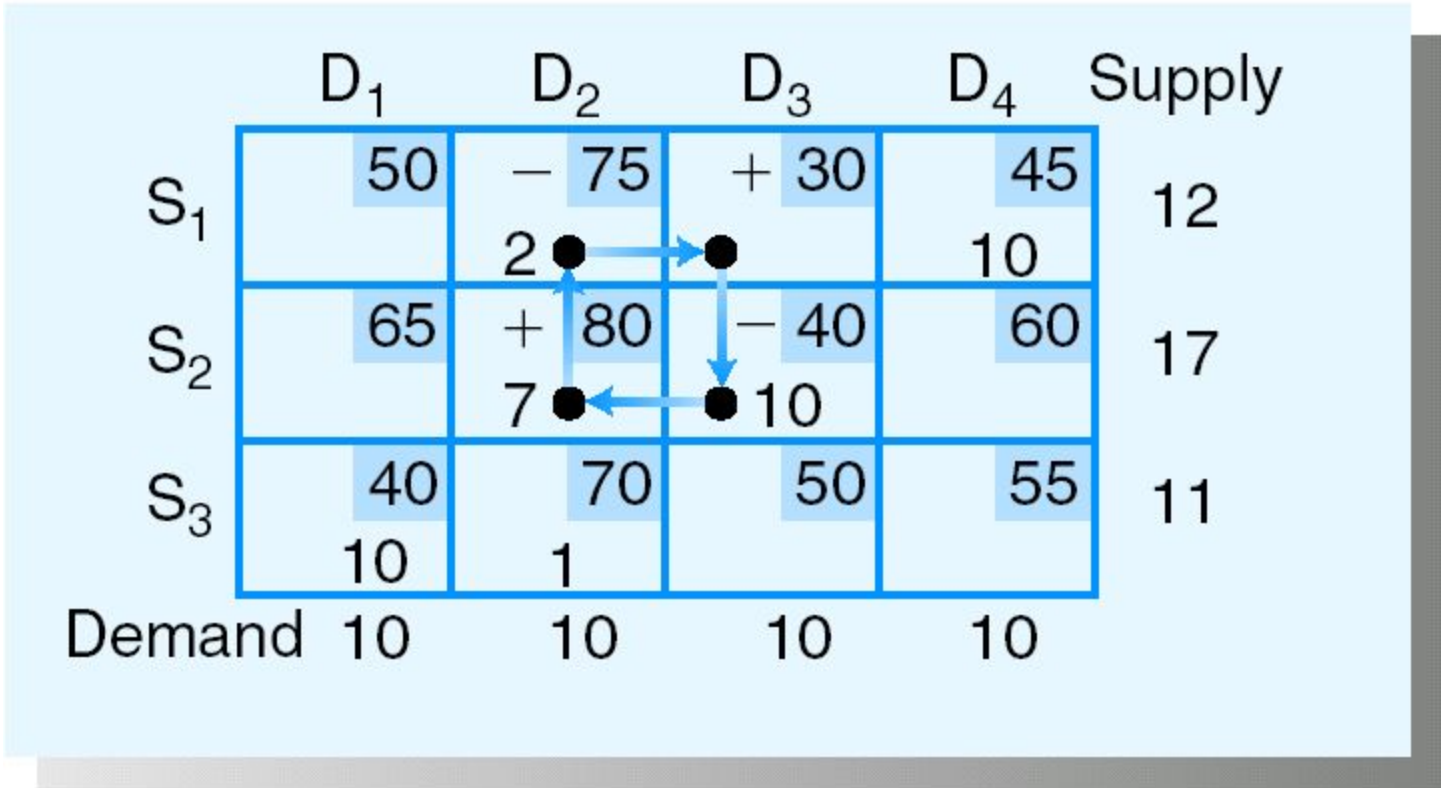 D₁ D₂ D₃ D₄ Supply
50 − 75 + 30 45
S₁ 12
2 10
65 + 80 − 40 60
S₂ 17
7 10
40 70 50 55
S₃ 11
10 1
Demand 10 10 10 10